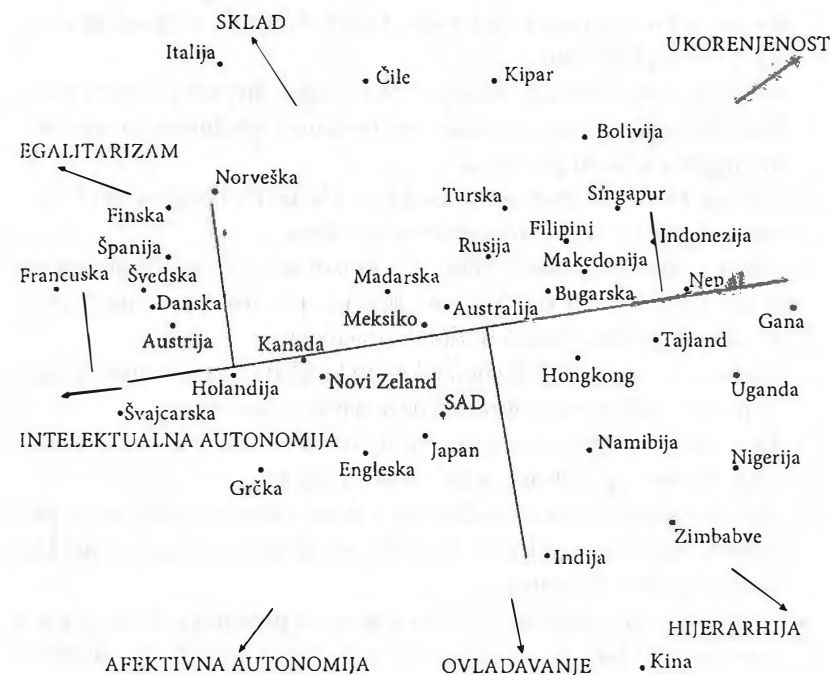 SKLAD
Italija
Čile
Kipar
UKORENJENOST
Bolivija
EGALITARIZAM
Norveška
Finska
Turska
Singapur
Filipini
Indonezija
Španija
Rusija
Makedonija
Francuska
Švedska
Mađarska
Bugarska
Danska
Australija
Gana
Meksiko
Austrija
Kanada
Tajland
Holandija
Novi Zeland
Hongkong
Uganda
Švajcarska
SAD
INTELEKTUALNA AUTONOMIJA
Japan
Namibija
Engleska
Nigerija
Grčka
Zimbabve
Indija
HIJERARHIJA
AFEKTIVNA AUTONOMIJA
OVLADAVANJE
Kina